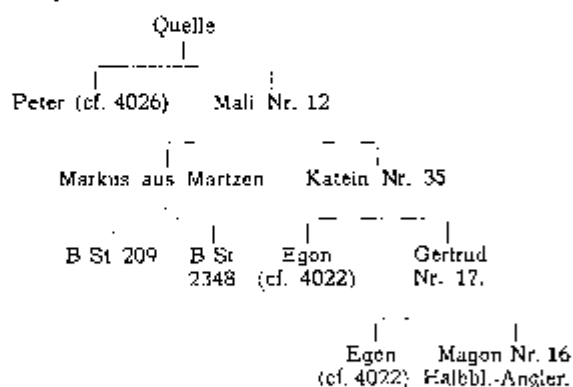 Quelle
Peter (cf. 4026) Mali Nr. 12
Markus aus Martzen Katein Nr. 35
B St 209 B St Egon Gertrud
2348 (cf. 4022) Nr. 17.
Egon Magon Nr. 16
(cf. 4022) Halbbl.-Angler.